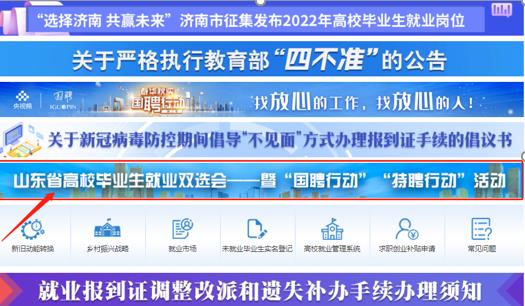 “选择济南 共赢未来”济南市征集发布2022年高校毕业生就业岗位
关于严格执行教育部“四不准”的公告
央视频 国聘 IGUOPIN 国聘行动 “找放心的工作，找放心的人！”
关于新冠病毒防控期间倡导“不见面”方式办理报到证手续的倡议书
山东省高校毕业生就业双选会——暨“国聘行动”“特聘行动”活动
新旧动能转换 乡村振兴战略 就业市场 未就业毕业生实名登记 高校就业管理系统 求职创业补贴申请 常见问题
就业报到证调整改派和遗失补办手续办理须知